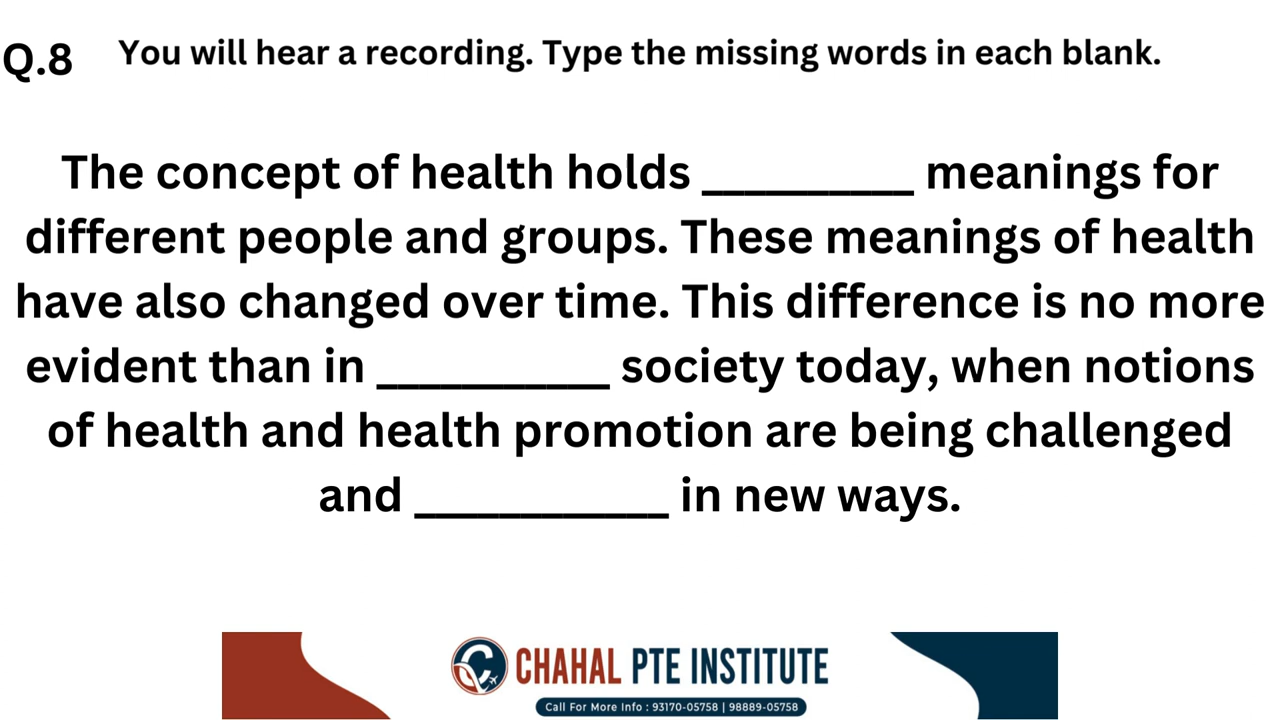 Q.8 You will hear a recording. Type the missing words in each blank.
The concept of health holds __________ meanings for
different people and groups. These meanings of health
have also changed over time. This difference is no more
evident than in ___________ society today, when notions
of health and health promotion are being challenged
and ____________ in new ways.
CHAHAL PTE INSTITUTE
Call For More Info : 93170-05758 | 98889-05758